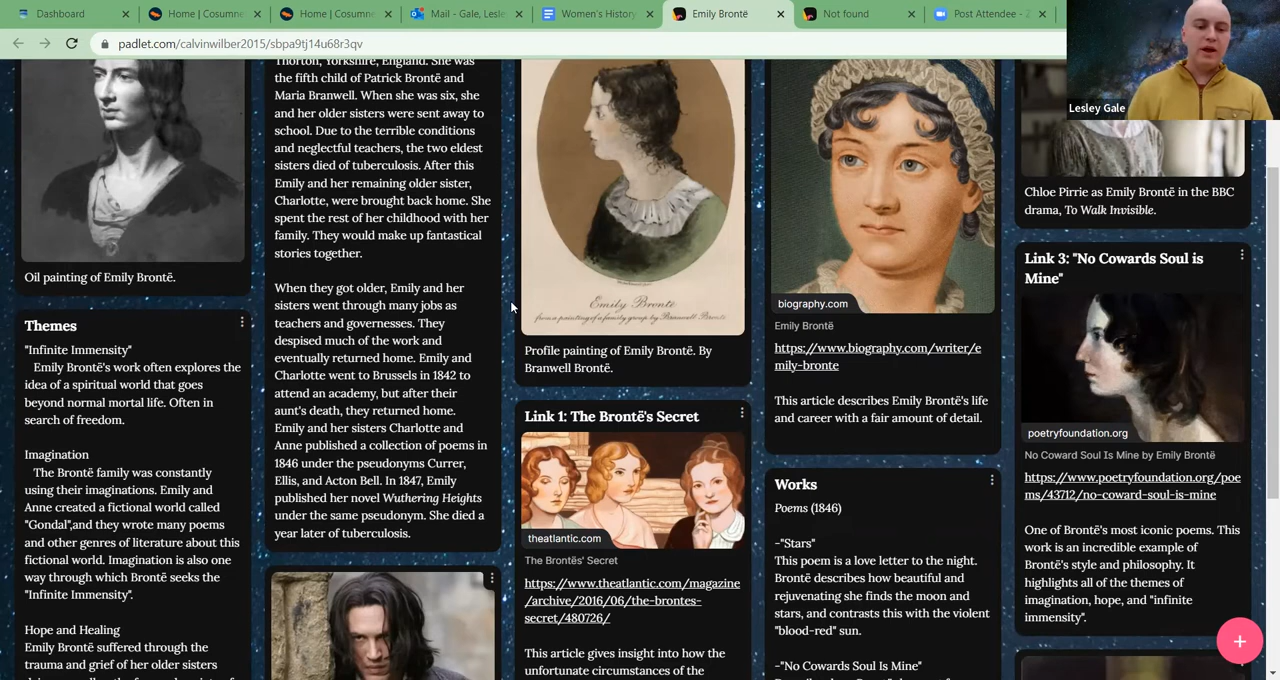 Dashboard
Home | Cosumne
Home | Cosumne
Mail - Gale, Lesle
Women's History
Emily Brontë
Not found
Post Attendee - Z
padlet.com/calvinwilber2015/sbpa9tj14u68r3qv
Lesley Gale
Oil painting of Emily Brontë.
Themes
"Infinite Immensity"
Emily Brontë's work often explores the
idea of a spiritual world that goes
beyond normal mortal life. Often in
search of freedom.
Imagination
The Brontë family was constantly
using their imaginations. Emily and
Anne created a fictional world called
"Gondal",and they wrote many poems
and other genres of literature about this
fictional world. Imagination is also one
way through which Brontë seeks the
"Infinite Immensity".
Hope and Healing
Emily Brontë suffered through the
trauma and grief of her older sisters
Thorton, Yorkshire, England. She was
the fifth child of Patrick Brontë and
Maria Branwell. When she was six, she
and her older sisters were sent away to
school. Due to the terrible conditions
and neglectful teachers, the two eldest
sisters died of tuberculosis. After this
Emily and her remaining older sister,
Charlotte, were brought back home. She
spent the rest of her childhood with her
family. They would make up fantastical
stories together.
When they got older, Emily and her
sisters went through many jobs as
teachers and governesses. They
despised much of the work and
eventually returned home. Emily and
Charlotte went to Brussels in 1842 to
attend an academy, but after their
aunt's death, they returned home.
Emily and her sisters Charlotte and
Anne published a collection of poems in
1846 under the pseudonyms Currer,
Ellis, and Acton Bell. In 1847, Emily
published her novel Wuthering Heights
under the same pseudonym. She died a
year later of tuberculosis.
Emily Brontë
from a painting of a family group by Branwell Brontë
Profile painting of Emily Brontë. By
Branwell Brontë.
Link 1: The Brontë's Secret
theatlantic.com
The Brontës' Secret
https://www.theatlantic.com/magazine
/archive/2016/06/the-brontes-
secret/480726/
This article gives insight into how the
unfortunate circumstances of the
biography.com
Emily Brontë
https://www.biography.com/writer/e
mily-bronte
This article describes Emily Brontë's life
and career with a fair amount of detail.
Works
Poems (1846)
-"Stars"
This poem is a love letter to the night.
Brontë describes how beautiful and
rejuvenating she finds the moon and
stars, and contrasts this with the violent
"blood-red" sun.
-"No Cowards Soul Is Mine"
Chloe Pirrie as Emily Brontë in the BBC
drama, To Walk Invisible.
Link 3: "No Cowards Soul is
Mine"
poetryfoundation.org
No Coward Soul Is Mine by Emily Brontë
https://www.poetryfoundation.org/poe
ms/43712/no-coward-soul-is-mine
One of Brontë's most iconic poems. This
work is an incredible example of
Brontë's style and philosophy. It
highlights all of the themes of
imagination, hope, and "infinite
immensity".